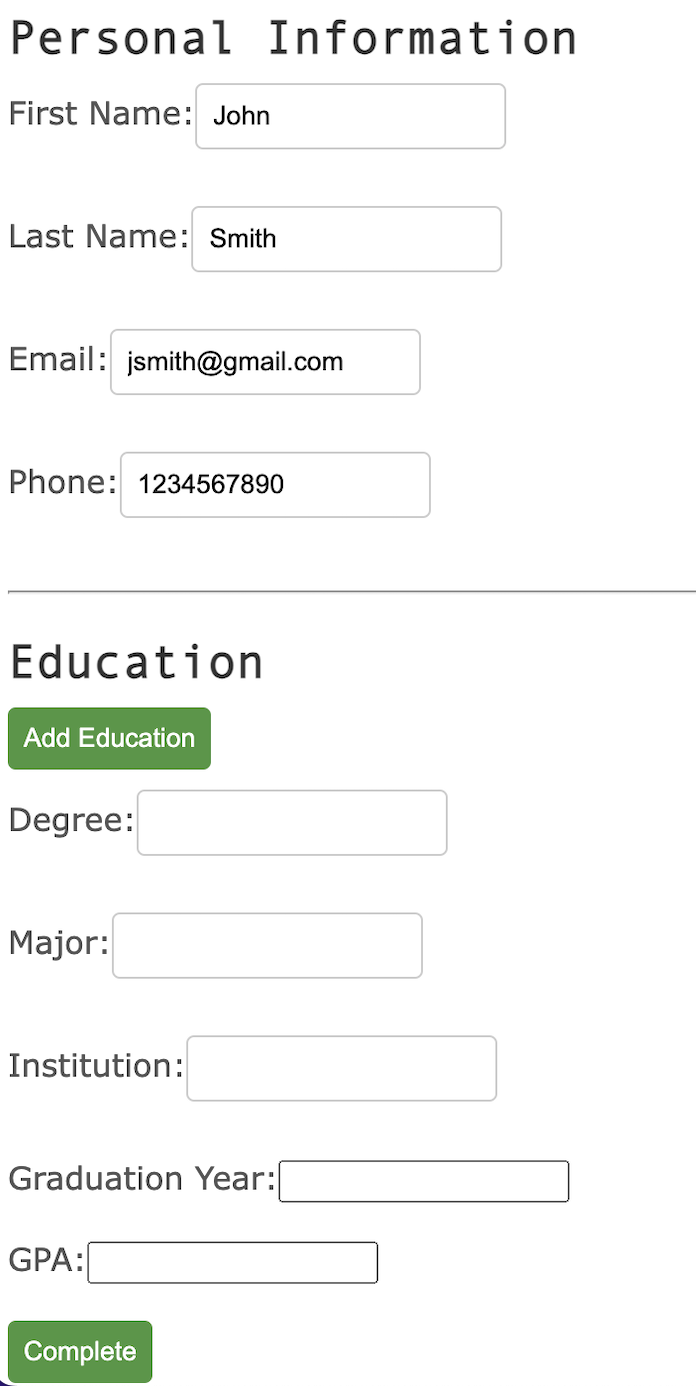 Personal Information
First Name: John
Last Name: Smith
Email: jsmith@gmail.com
Phone: 1234567890
Education
Add Education
Degree:
Major:
Institution:
Graduation Year:
GPA:
Complete